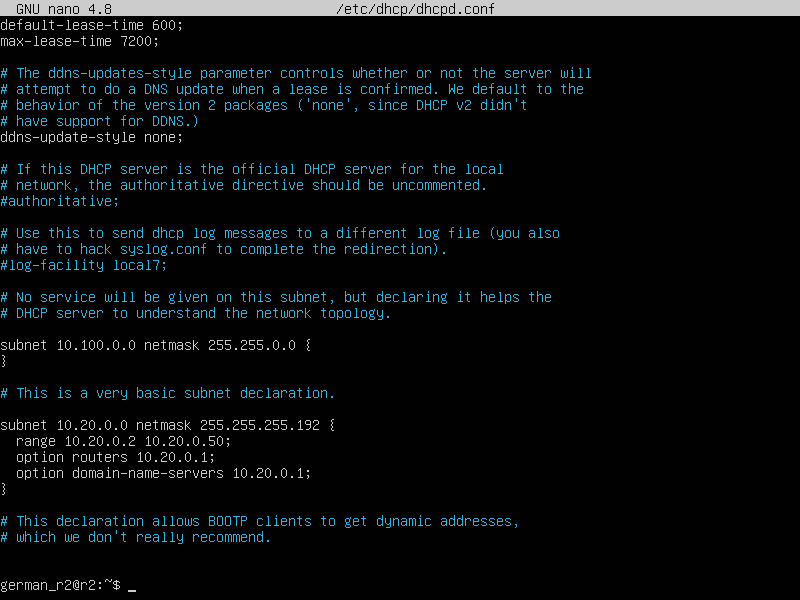 GNU nano 4.8 /etc/dhcp/dhcpd.conf
default-lease-time 600;
max-lease-time 7200;
# The ddns-updates-style parameter controls whether or not the server will
# attempt to do a DNS update when a lease is confirmed. We default to the
# behavior of the version 2 packages ('none', since DHCP v2 didn't
# have support for DDNS.)
ddns-update-style none;
# If this DHCP server is the official DHCP server for the local
# network, the authoritative directive should be uncommented.
#authoritative;
# Use this to send dhcp log messages to a different log file (you also
# have to hack syslog.conf to complete the redirection).
#log-facility local7;
# No service will be given on this subnet, but declaring it helps the
# DHCP server to understand the network topology.
subnet 10.100.0.0 netmask 255.255.0.0 {
}
# This is a very basic subnet declaration.
subnet 10.20.0.0 netmask 255.255.255.192 {
  range 10.20.0.2 10.20.0.50;
  option routers 10.20.0.1;
  option domain-name-servers 10.20.0.1;
}
# This declaration allows BOOTP clients to get dynamic addresses,
# which we don't really recommend.
german_r2@r2:~$ _